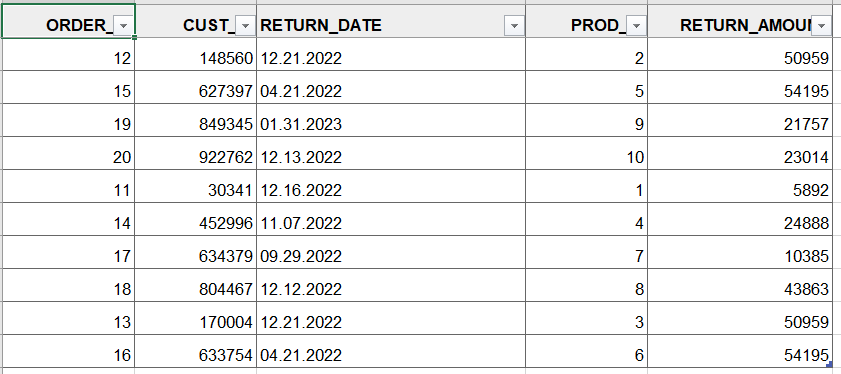 ORDER_ CUST_ RETURN_DATE PROD_ RETURN_AMOUN
12 148560 12.21.2022 2 50959
15 627397 04.21.2022 5 54195
19 849345 01.31.2023 9 21757
20 922762 12.13.2022 10 23014
11 30341 12.16.2022 1 5892
14 452996 11.07.2022 4 24888
17 634379 09.29.2022 7 10385
18 804467 12.12.2022 8 43863
13 170004 12.21.2022 3 50959
16 633754 04.21.2022 6 54195